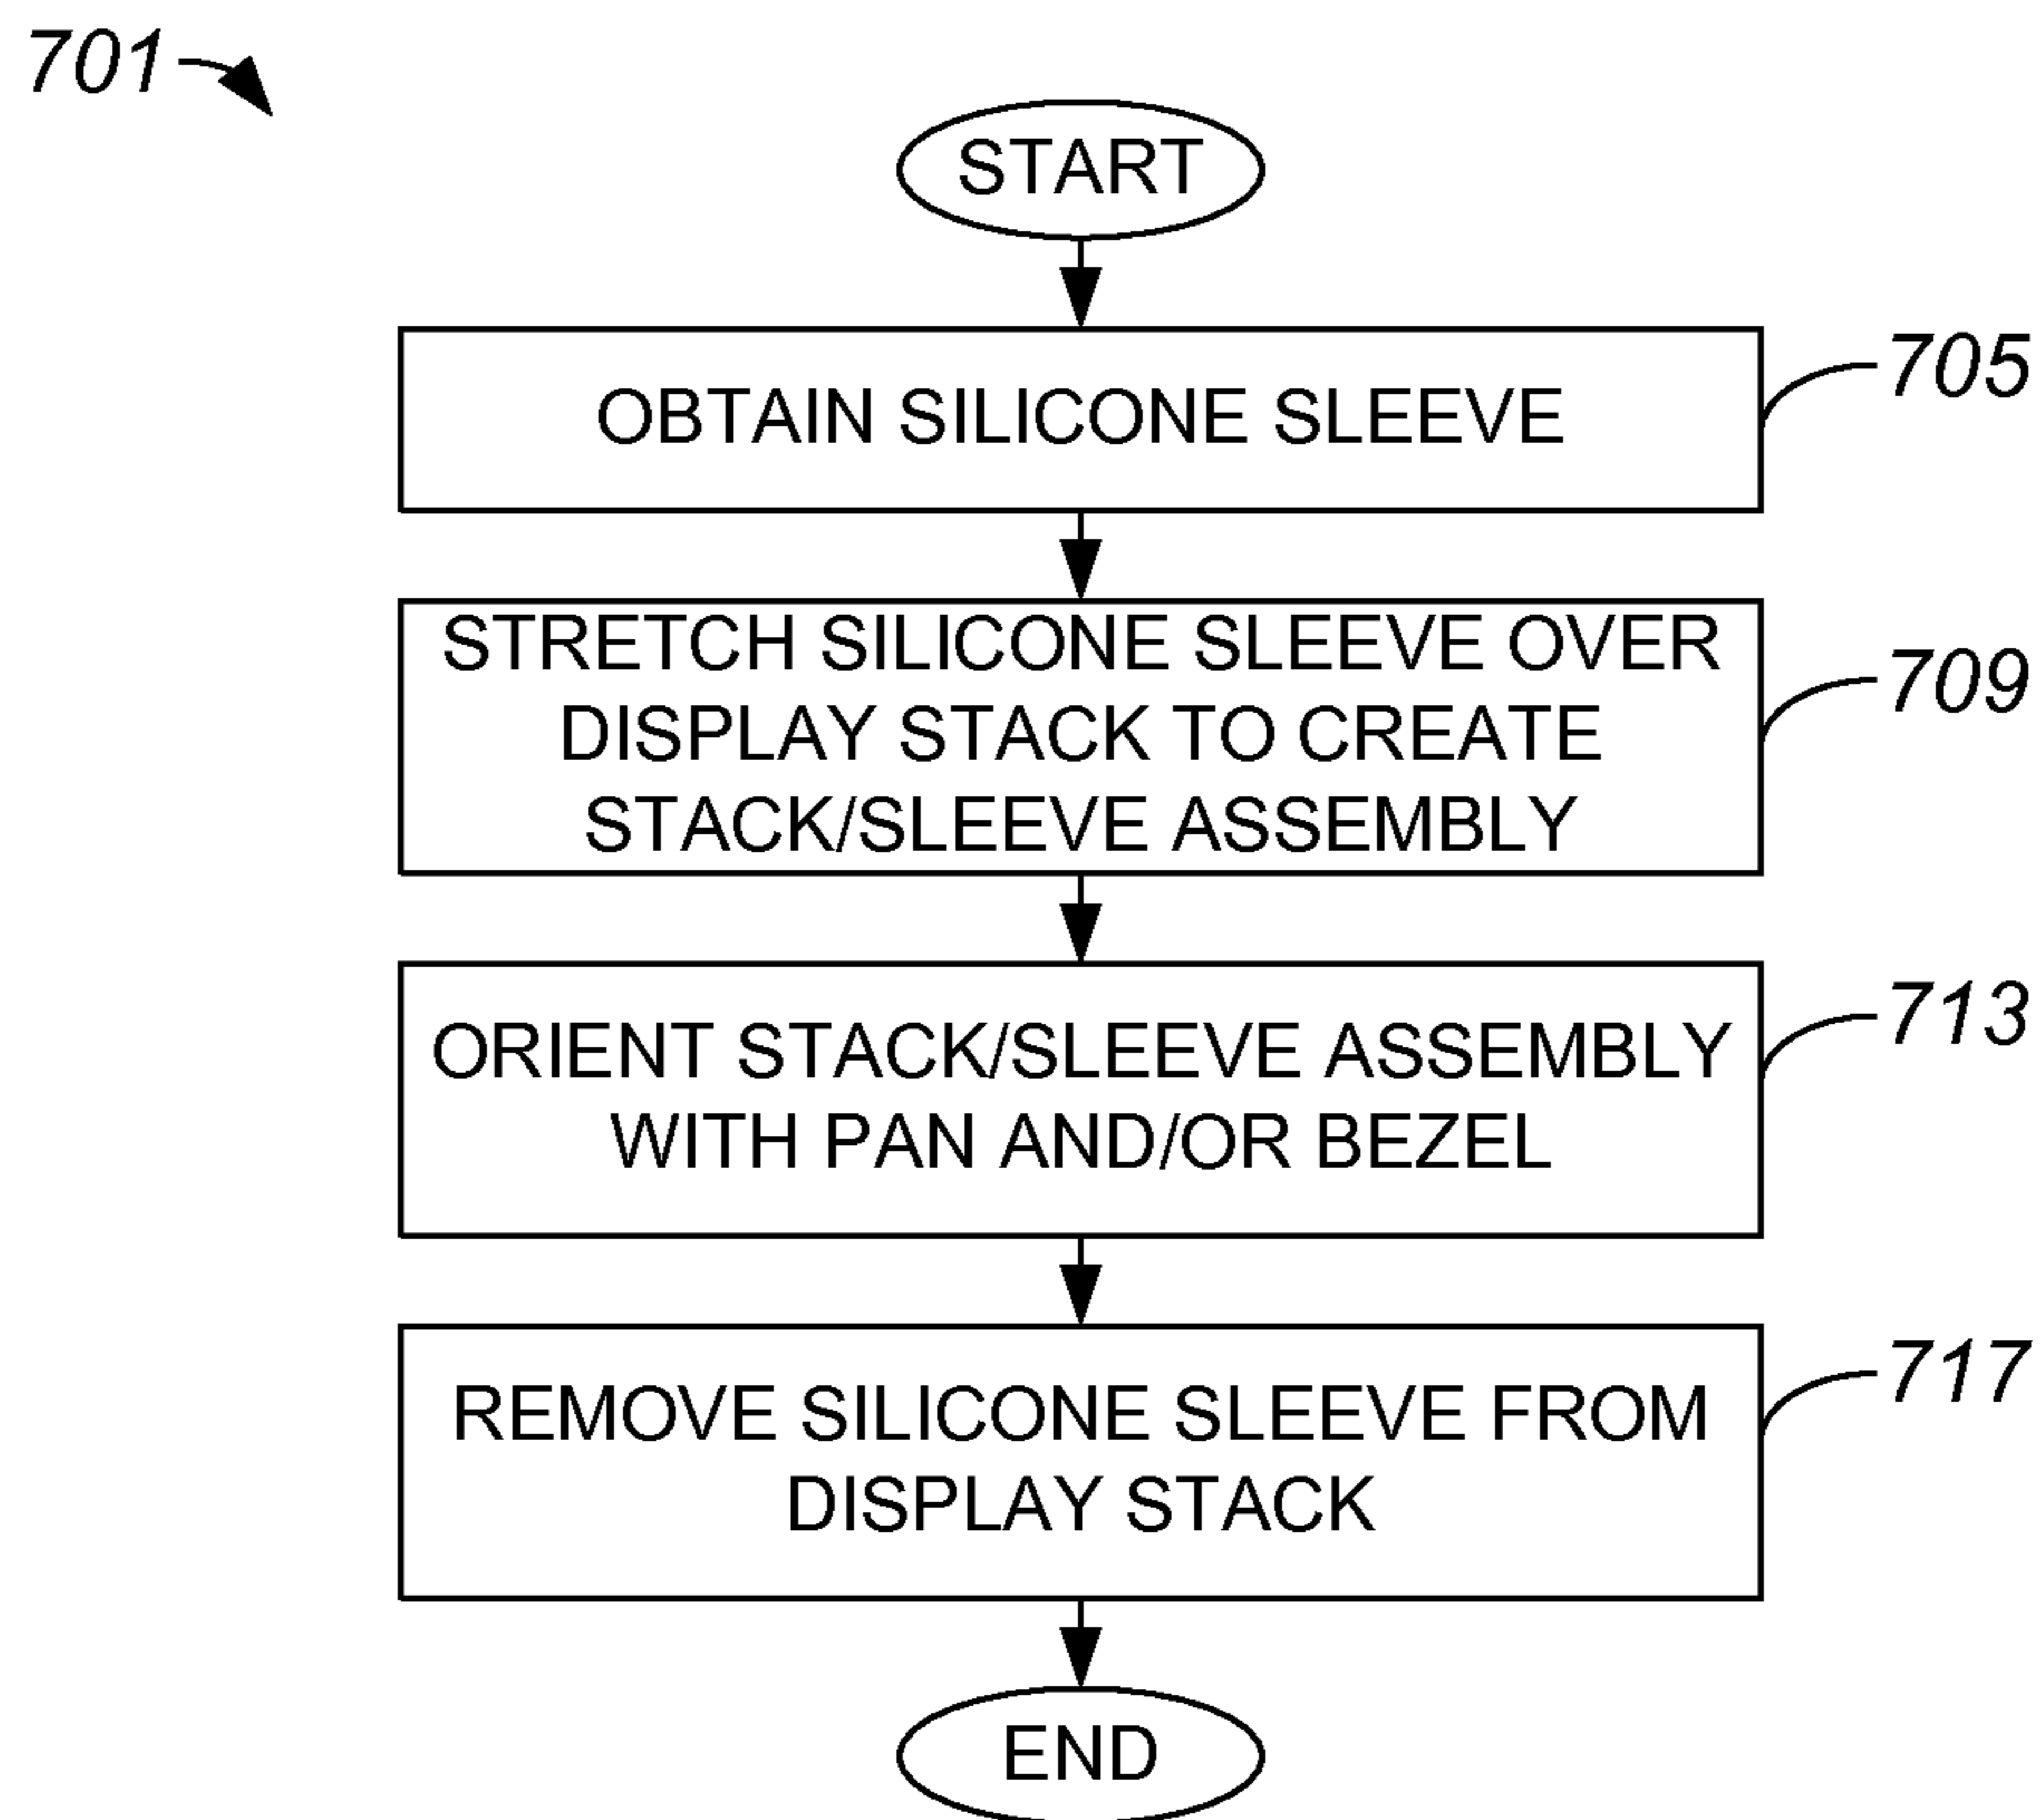 701
START
OBTAIN SILICONE SLEEVE
705
STRETCH SILICONE SLEEVE OVER
DISPLAY STACK TO CREATE
STACK/SLEEVE ASSEMBLY
709
ORIENT STACK/SLEEVE ASSEMBLY
WITH PAN AND/OR BEZEL
713
REMOVE SILICONE SLEEVE FROM
DISPLAY STACK
717
END